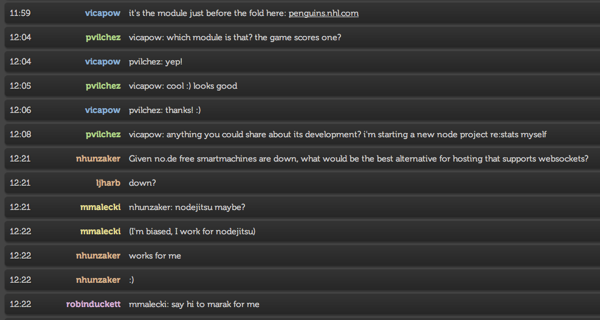 11:59 vicapow it's the module just before the fold here: penguins.nhl.com
12:04 pvilchez vicapow: which module is that? the game scores one?
12:04 vicapow pvilchez: yep!
12:05 pvilchez vicapow: cool :) looks good
12:06 vicapow pvilchez: thanks! :)
12:08 pvilchez vicapow: anything you could share about its development? i'm starting a new node project re:stats myself
12:21 nhunzaker Given no.de free smartmachines are down, what would be the best alternative for hosting that supports websockets?
12:21 ljharb down?
12:21 mmalecki nhunzaker: nodejitsu maybe?
12:22 mmalecki (I'm biased, I work for nodejitsu)
12:22 nhunzaker works for me
12:22 nhunzaker :)
12:22 robinduckett mmalecki: say hi to marak for me